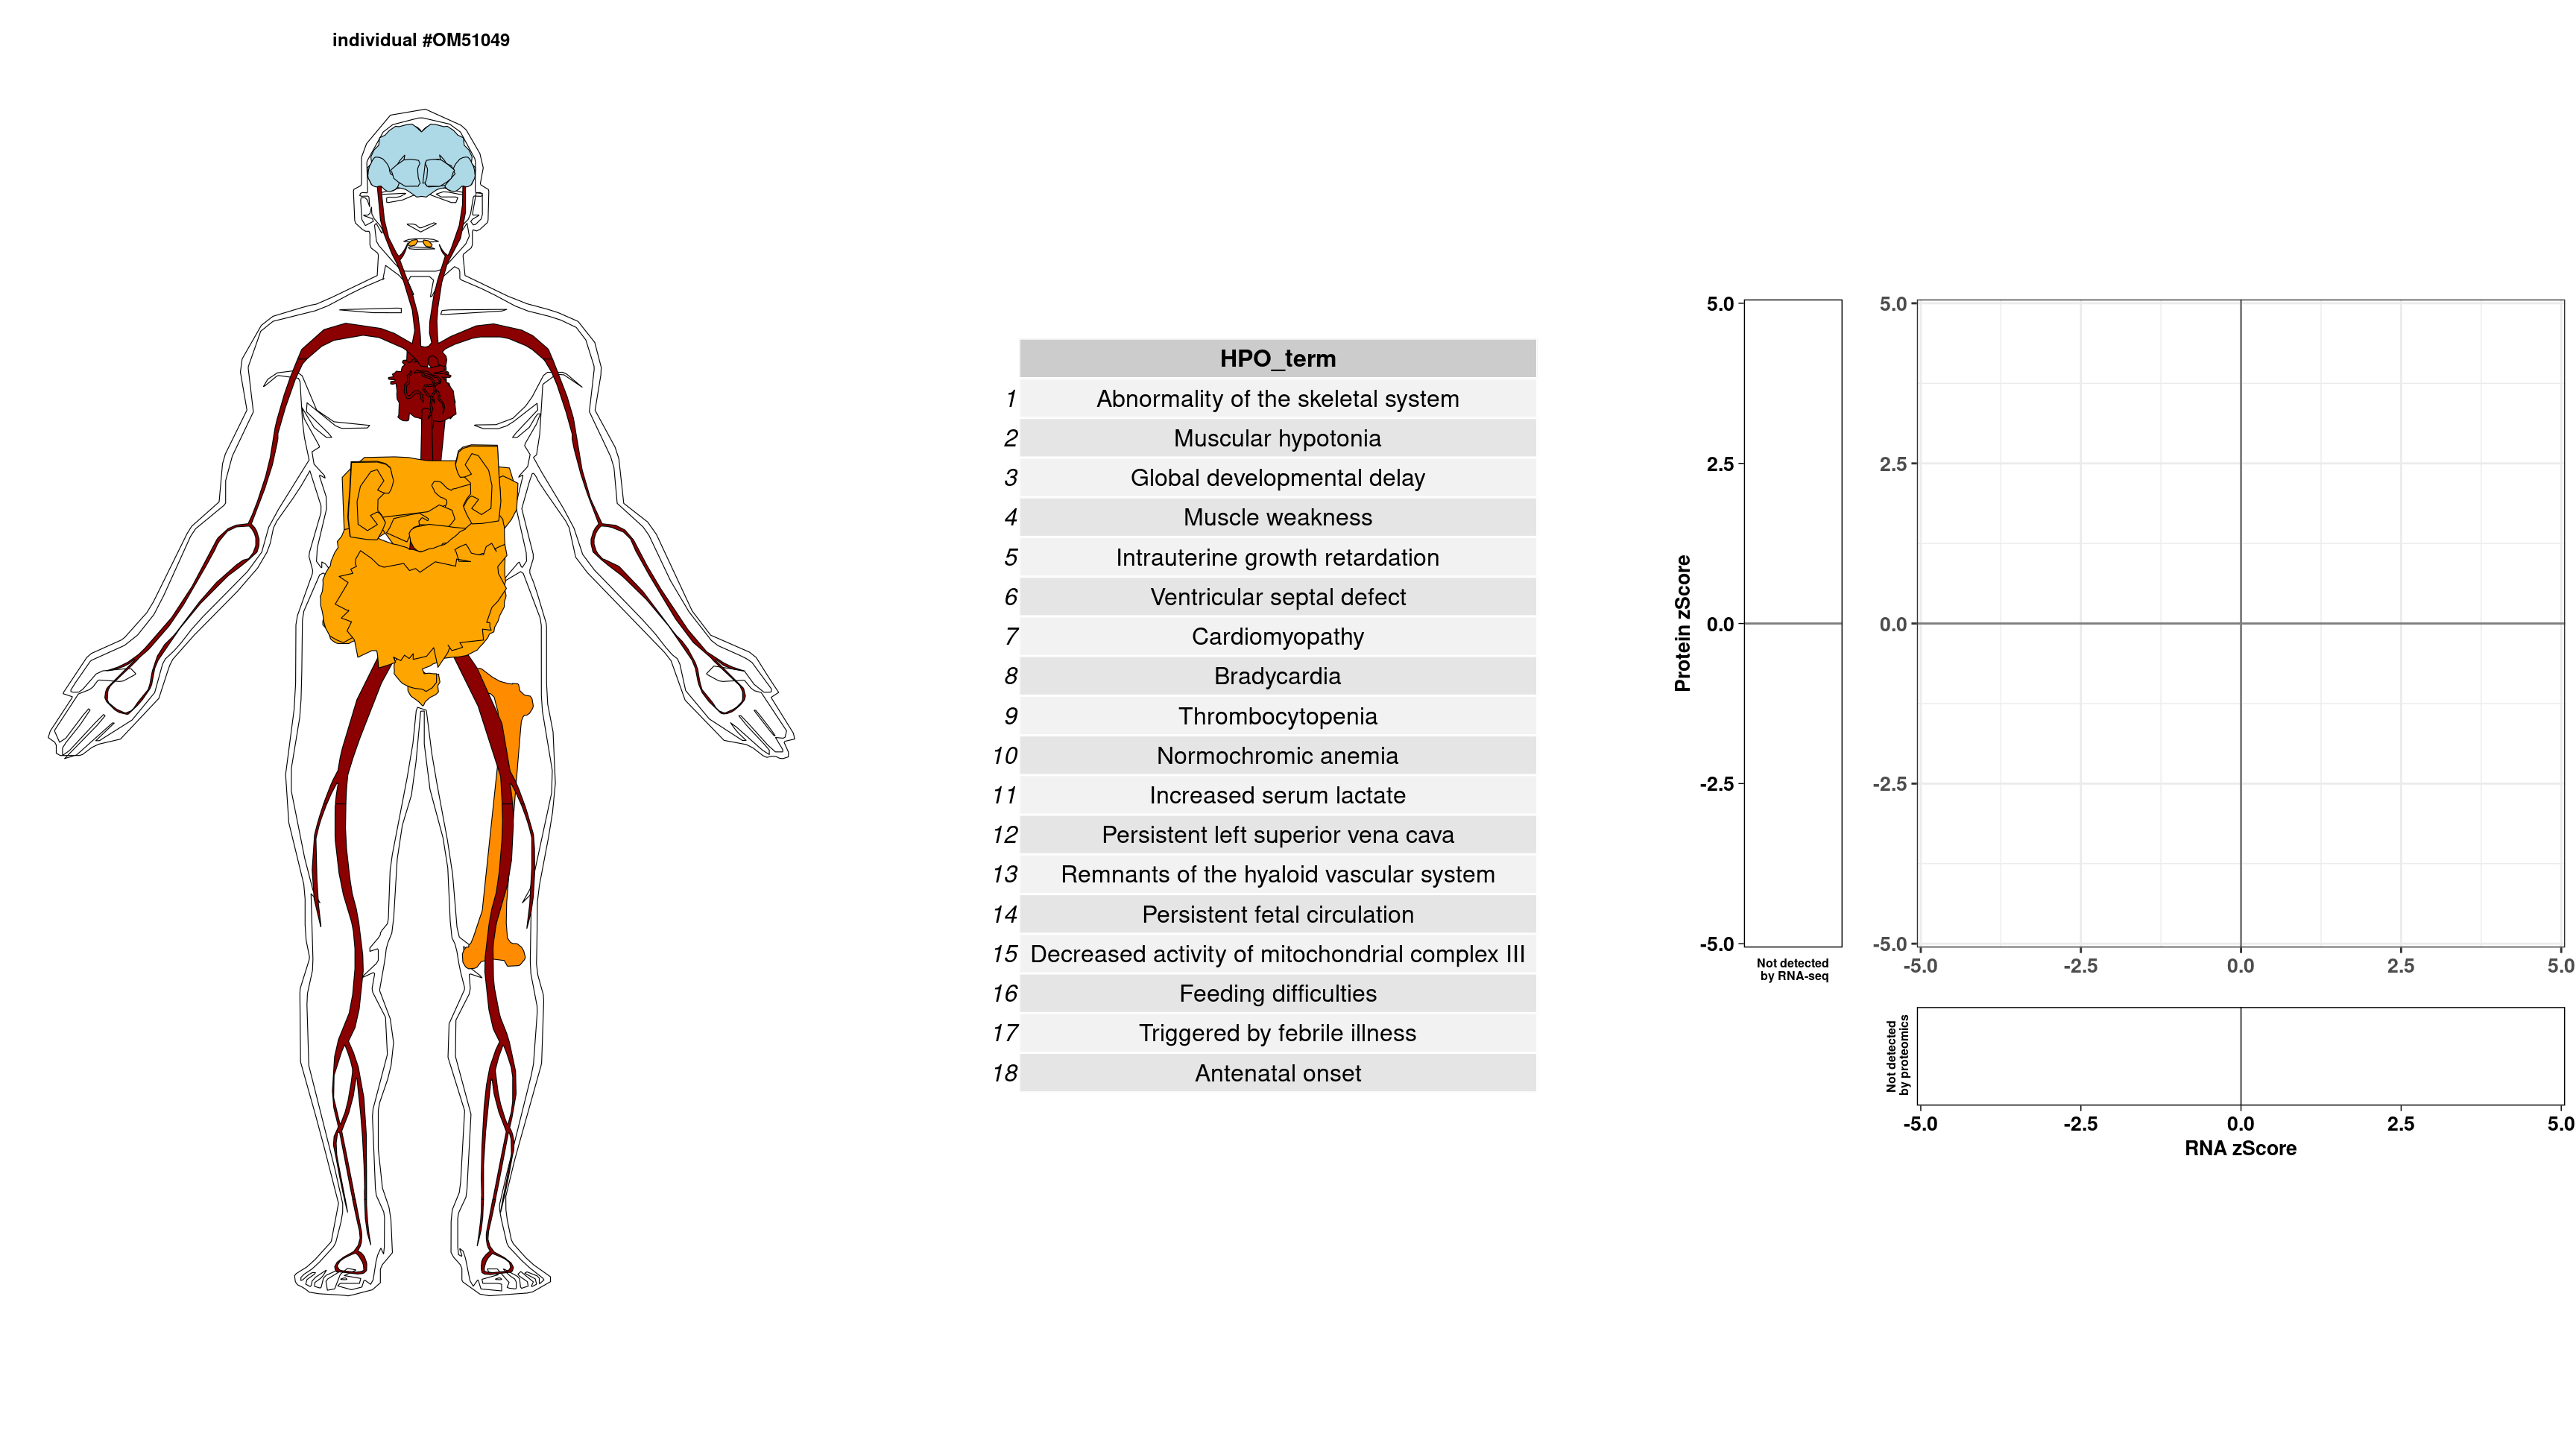 individual #OM51049
HPO_term
1 Abnormality of the skeletal system
2 Muscular hypotonia
3 Global developmental delay
4 Muscle weakness
5 Intrauterine growth retardation
6 Ventricular septal defect
7 Cardiomyopathy
8 Bradycardia
9 Thrombocytopenia
10 Normochromic anemia
11 Increased serum lactate
12 Persistent left superior vena cava
13 Remnants of the hyaloid vascular system
14 Persistent fetal circulation
15 Decreased activity of mitochondrial complex III
16 Feeding difficulties
17 Triggered by febrile illness
18 Antenatal onset
Protein zScore
5.0
2.5
0.0
-2.5
-5.0
Not detected
by RNA-seq
5.0
2.5
0.0
-2.5
-5.0
-5.0 -2.5 0.0 2.5 5.0
Not detected
by proteomics
-5.0 -2.5 0.0 2.5 5.0
RNA zScore